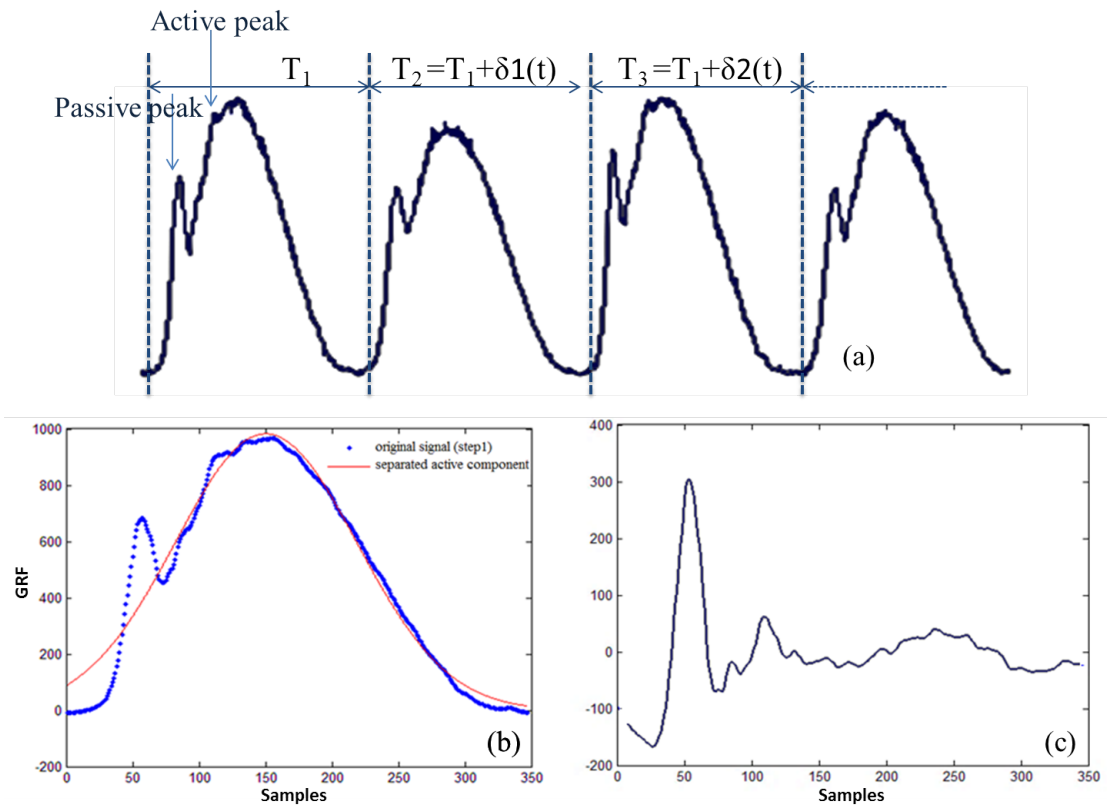 Active peak
Passive peak
T₁
T₂ =T₁+δ1(t)
T₃ =T₁+δ2(t)
(a)
1000
800
600
400
200
0
-200
GRF
original signal (step1)
separated active component
(b)
0 50 100 150 200 250 300 350
Samples
400
300
200
100
0
-100
-200
(c)
0 50 100 150 200 250 300 350
Samples